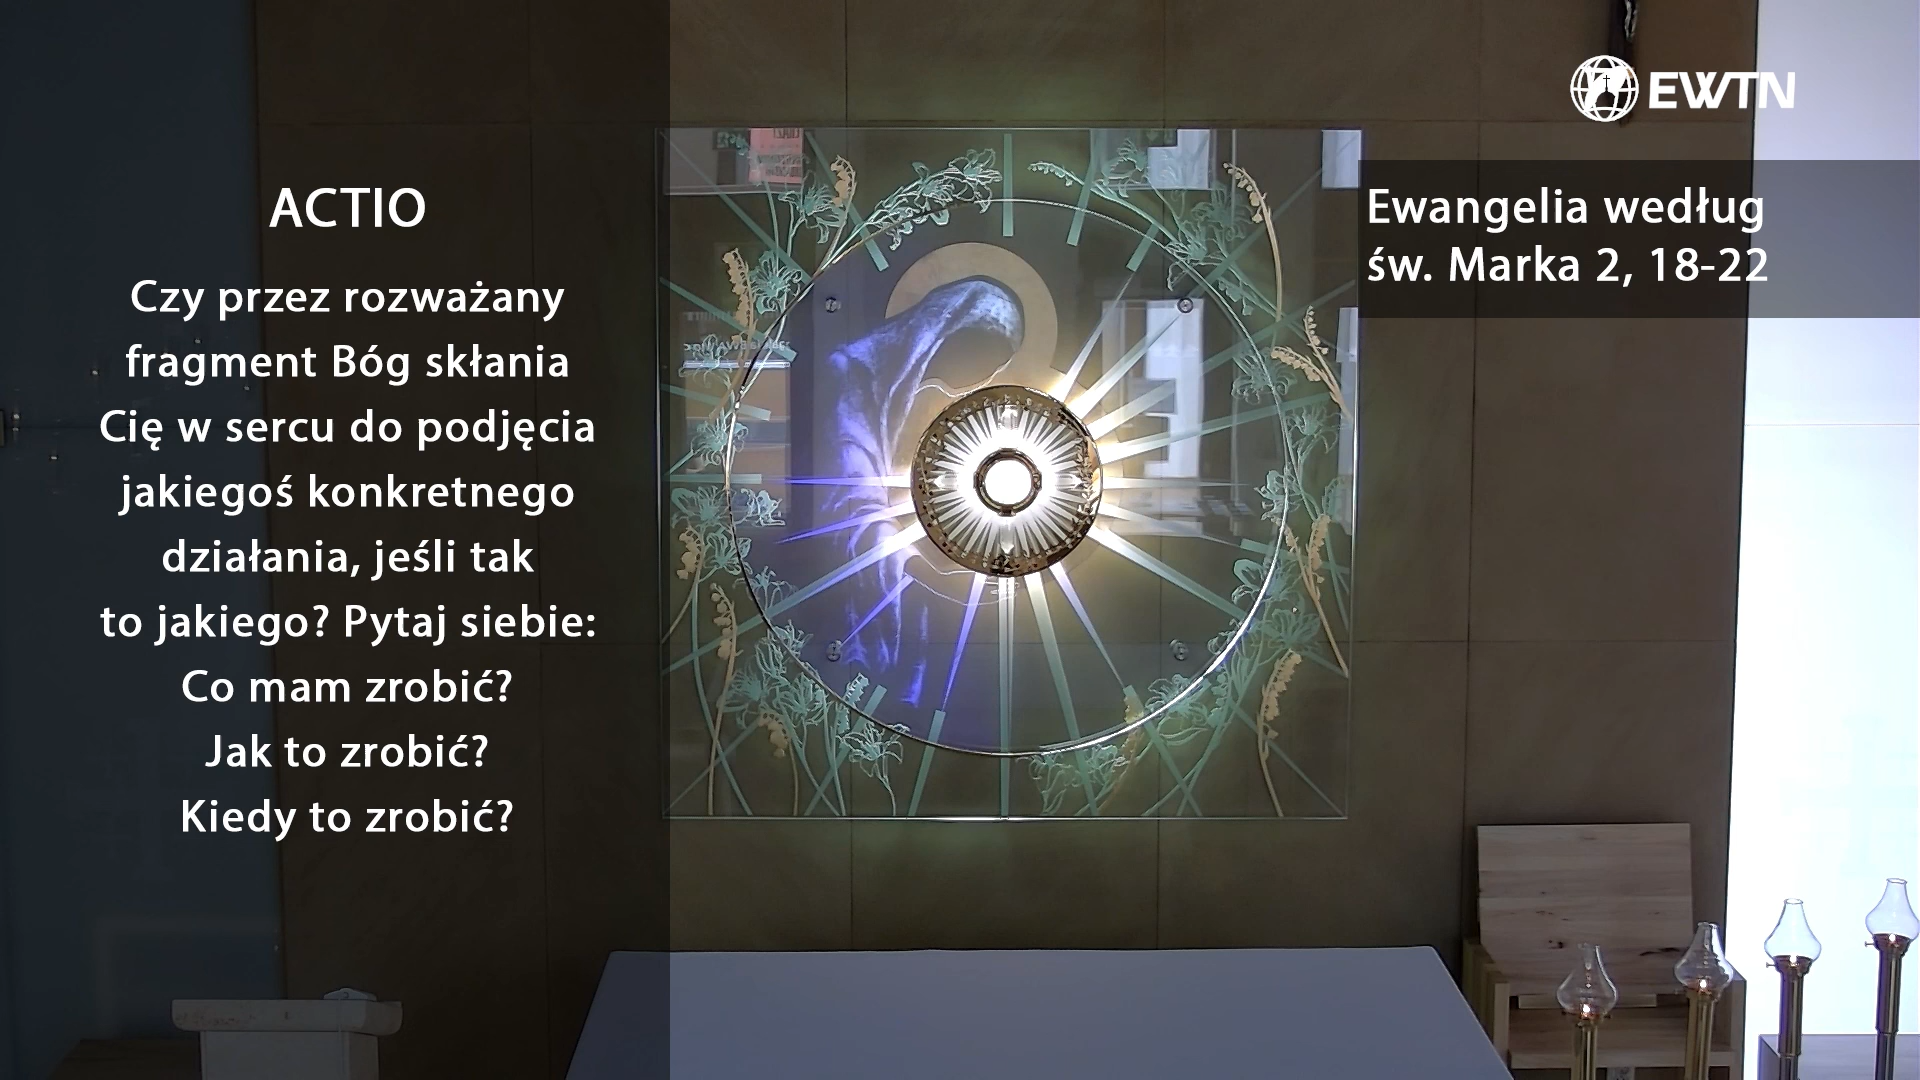 ACTIO
Czy przez rozważany
fragment Bóg skłania
Cię w sercu do podjęcia
jakiegoś konkretnego
działania, jeśli tak
to jakiego? Pytaj siebie:
Co mam zrobić?
Jak to zrobić?
Kiedy to zrobić?
EWTN
Ewangelia według
św. Marka 2, 18-22